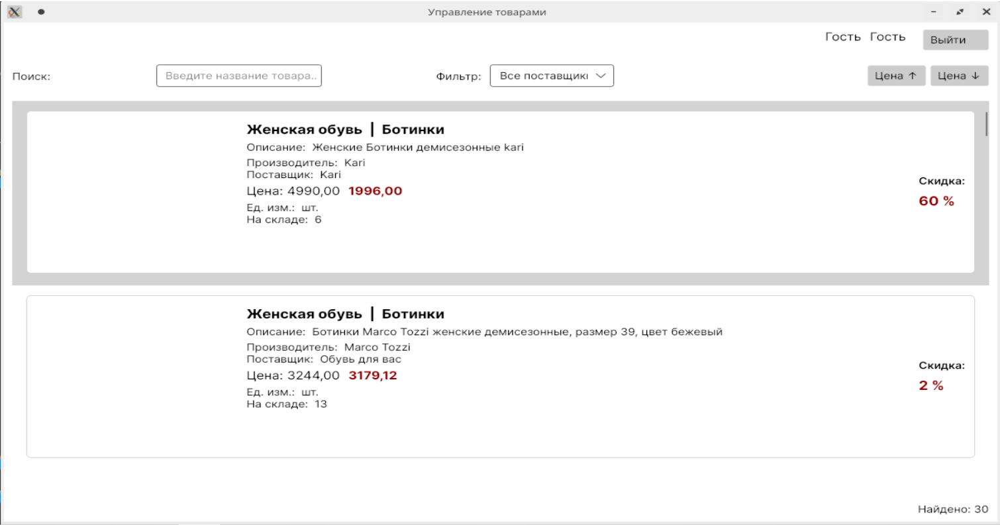 Управление товарами
Гость Гость Выйти
Поиск: Введите название товара.. Фильтр: Все поставщики Цена ↑ Цена ↓
Женская обувь | Ботинки
Описание: Женские Ботинки демисезонные kari
Производитель: Kari
Поставщик: Kari
Скидка:
Цена: 4990,00 1996,00
60 %
Ед. изм.: шт.
На складе: 6
Женская обувь | Ботинки
Описание: Ботинки Marco Tozzi женские демисезонные, размер 39, цвет бежевый
Производитель: Marco Tozzi
Поставщик: Обувь для вас
Скидка:
Цена: 3244,00 3179,12
2 %
Ед. изм.: шт.
На складе: 13
Найдено: 30